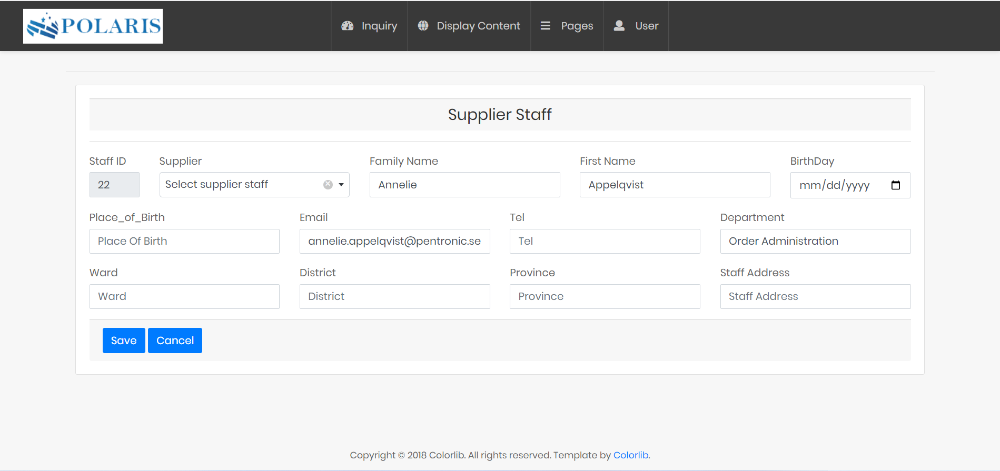 POLARIS
Inquiry
Display Content
Pages
User
Supplier Staff
Staff ID
Supplier
Family Name
First Name
BirthDay
22
Select supplier staff
Annelie
Appelqvist
mm/dd/yyyy
Place_of_Birth
Email
Tel
Department
Place Of Birth
annelie.appelqvist@pentronic.se
Tel
Order Administration
Ward
District
Province
Staff Address
Ward
District
Province
Staff Address
Save
Cancel
Copyright © 2018 Colorlib. All rights reserved. Template by Colorlib.